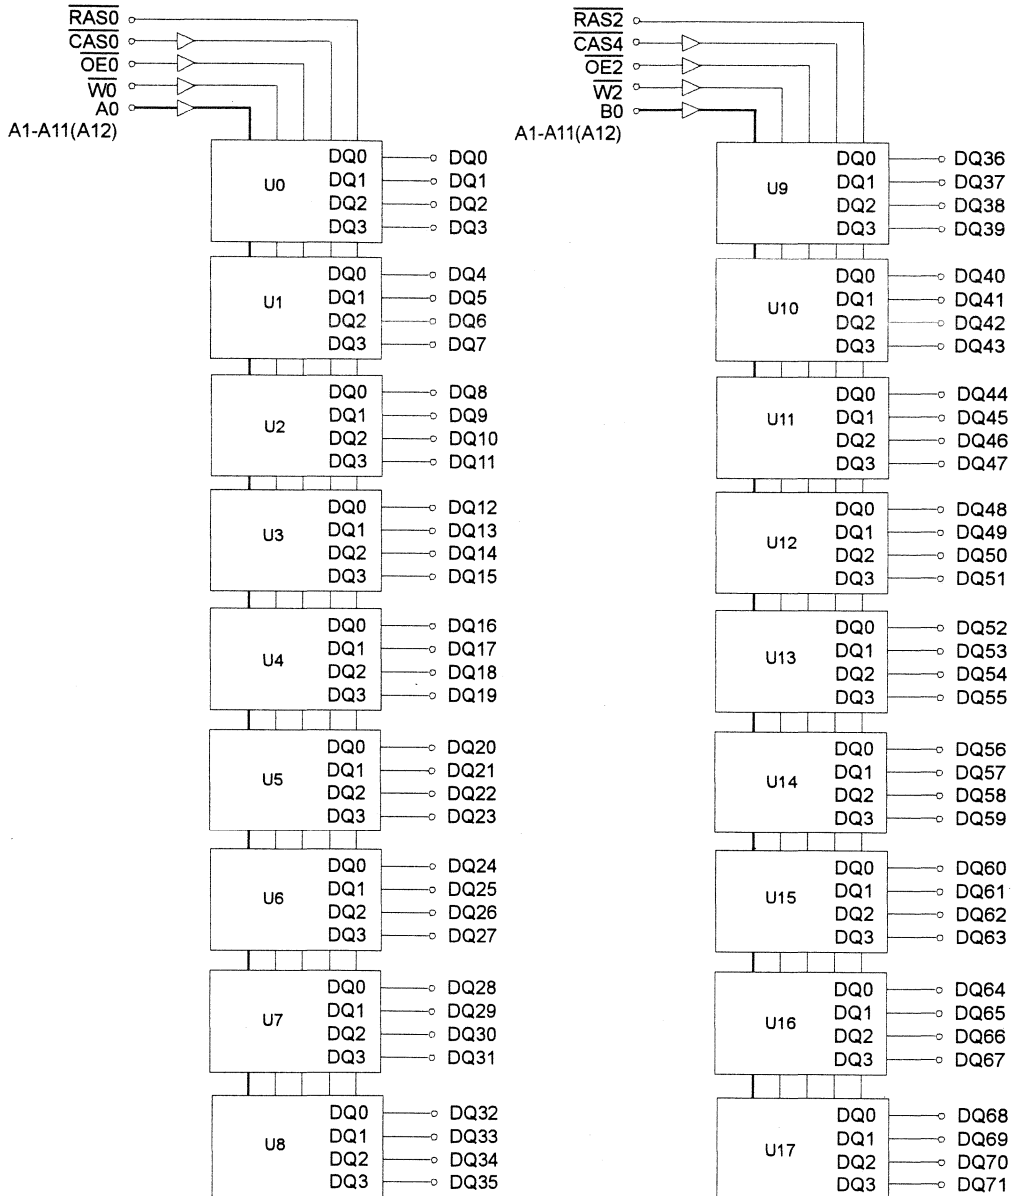 RAS0
CAS0
OE0
W0
A0
A1-A11(A12)
U0
DQ0 DQ0
DQ1 DQ1
DQ2 DQ2
DQ3 DQ3
U1
DQ0 DQ4
DQ1 DQ5
DQ2 DQ6
DQ3 DQ7
U2
DQ0 DQ8
DQ1 DQ9
DQ2 DQ10
DQ3 DQ11
U3
DQ0 DQ12
DQ1 DQ13
DQ2 DQ14
DQ3 DQ15
U4
DQ0 DQ16
DQ1 DQ17
DQ2 DQ18
DQ3 DQ19
U5
DQ0 DQ20
DQ1 DQ21
DQ2 DQ22
DQ3 DQ23
U6
DQ0 DQ24
DQ1 DQ25
DQ2 DQ26
DQ3 DQ27
U7
DQ0 DQ28
DQ1 DQ29
DQ2 DQ30
DQ3 DQ31
U8
DQ0 DQ32
DQ1 DQ33
DQ2 DQ34
DQ3 DQ35
RAS2
CAS4
OE2
W2
B0
A1-A11(A12)
U9
DQ0 DQ36
DQ1 DQ37
DQ2 DQ38
DQ3 DQ39
U10
DQ0 DQ40
DQ1 DQ41
DQ2 DQ42
DQ3 DQ43
U11
DQ0 DQ44
DQ1 DQ45
DQ2 DQ46
DQ3 DQ47
U12
DQ0 DQ48
DQ1 DQ49
DQ2 DQ50
DQ3 DQ51
U13
DQ0 DQ52
DQ1 DQ53
DQ2 DQ54
DQ3 DQ55
U14
DQ0 DQ56
DQ1 DQ57
DQ2 DQ58
DQ3 DQ59
U15
DQ0 DQ60
DQ1 DQ61
DQ2 DQ62
DQ3 DQ63
U16
DQ0 DQ64
DQ1 DQ65
DQ2 DQ66
DQ3 DQ67
U17
DQ0 DQ68
DQ1 DQ69
DQ2 DQ70
DQ3 DQ71